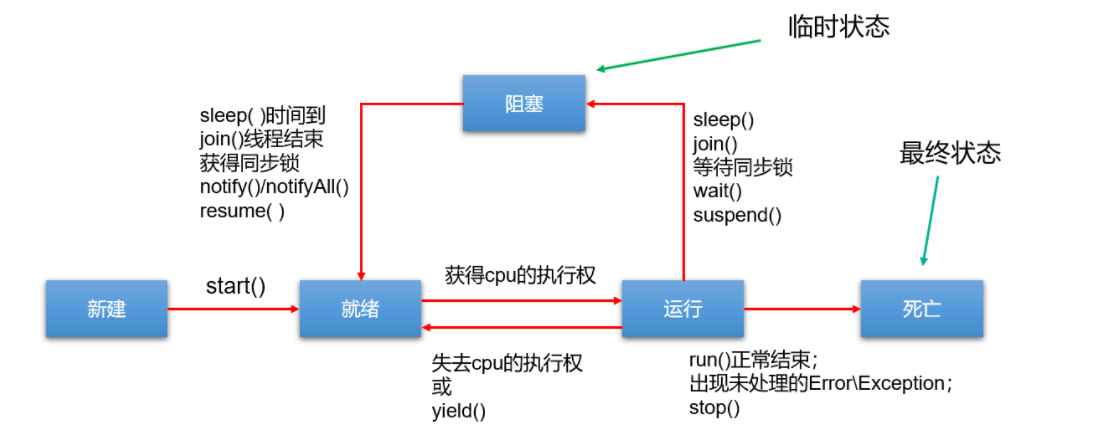 临时状态
阻塞
sleep( )时间到
join()线程结束
获得同步锁
notify()/notifyAll()
resume( )
sleep()
join()
等待同步锁
wait()
suspend()
最终状态
新建
start()
就绪
获得cpu的执行权
运行
死亡
失去cpu的执行权
或
yield()
run()正常结束；
出现未处理的Error\Exception；
stop()